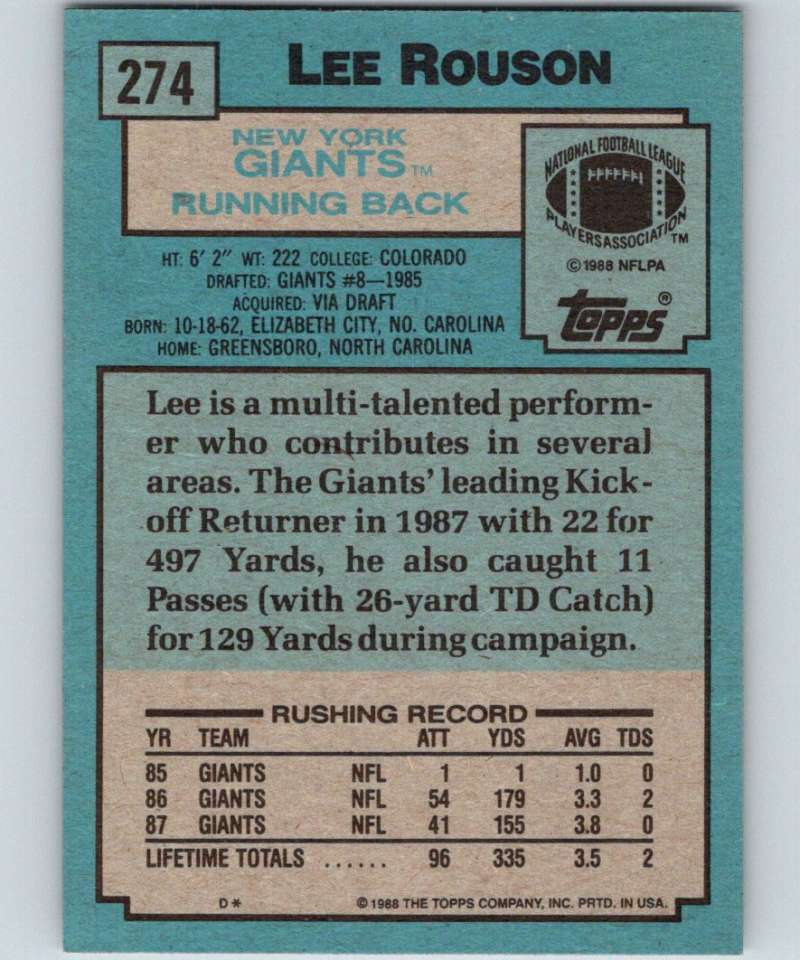 274
LEE ROUSON
NEW YORK
GIANTS™
RUNNING BACK
NATIONAL FOOTBALL LEAGUE
PLAYERS ASSOCIATION™
©1988 NFLPA
Topps®
HT: 6' 2" WT: 222 COLLEGE: COLORADO
DRAFTED: GIANTS #8—1985
ACQUIRED: VIA DRAFT
BORN: 10-18-62, ELIZABETH CITY, NO. CAROLINA
HOME: GREENSBORO, NORTH CAROLINA
Lee is a multi-talented perform-
er who contributes in several
areas. The Giants' leading Kick-
off Returner in 1987 with 22 for
497 Yards, he also caught 11
Passes (with 26-yard TD Catch)
for 129 Yards during campaign.
RUSHING RECORD
YR TEAM ATT YDS AVG TDS
85 GIANTS NFL 1 1 1.0 0
86 GIANTS NFL 54 179 3.3 2
87 GIANTS NFL 41 155 3.8 0
LIFETIME TOTALS ...... 96 335 3.5 2
D* ©1988 THE TOPPS COMPANY, INC. PRTD. IN USA.